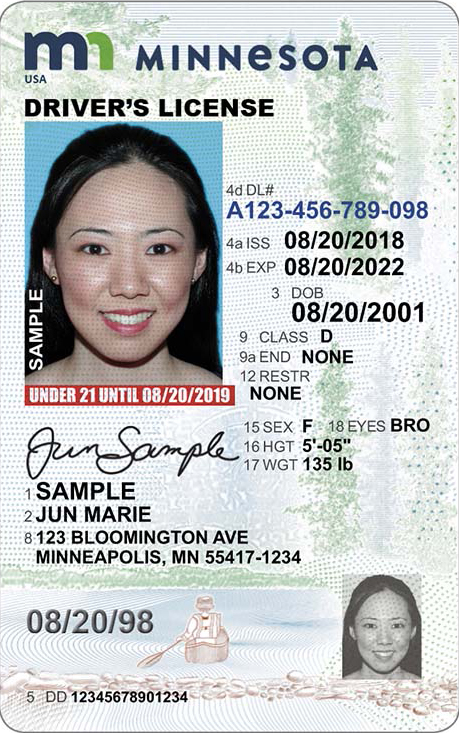 mn MINNESOTA
USA
DRIVER'S LICENSE
SAMPLE
4d DL#
A123-456-789-098
4a ISS 08/20/2018
4b EXP 08/20/2022
3 DOB
08/20/2001
9 CLASS D
9a END NONE
12 RESTR
NONE
UNDER 21 UNTIL 08/20/2019
15 SEX F 18 EYES BRO
16 HGT 5'-05"
17 WGT 135 lb
Jun Sample
1 SAMPLE
2 JUN MARIE
8 123 BLOOMINGTON AVE
MINNEAPOLIS, MN 55417-1234
08/20/98
5 DD 12345678901234